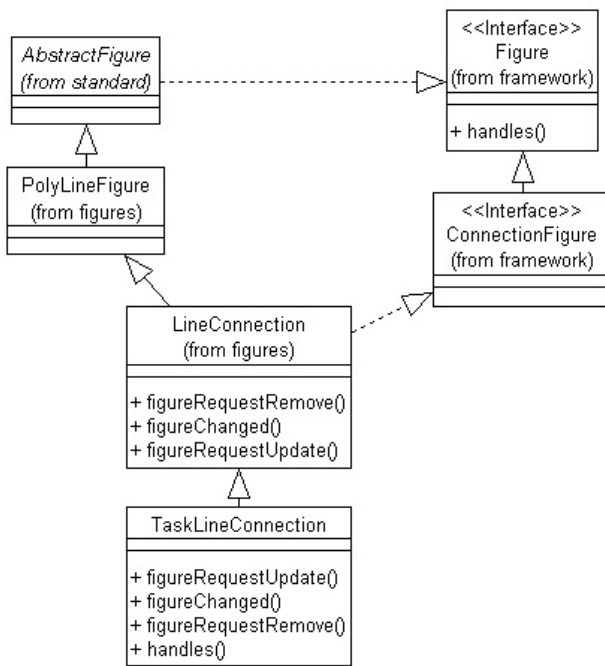 AbstractFigure
(from standard)
<<Interface>>
Figure
(from framework)
+ handles()
PolyLineFigure
(from figures)
<<Interface>>
ConnectionFigure
(from framework)
LineConnection
(from figures)
+ figureRequestRemove()
+ figureChanged()
+ figureRequestUpdate()
TaskLineConnection
+ figureRequestUpdate()
+ figureChanged()
+ figureRequestRemove()
+ handles()